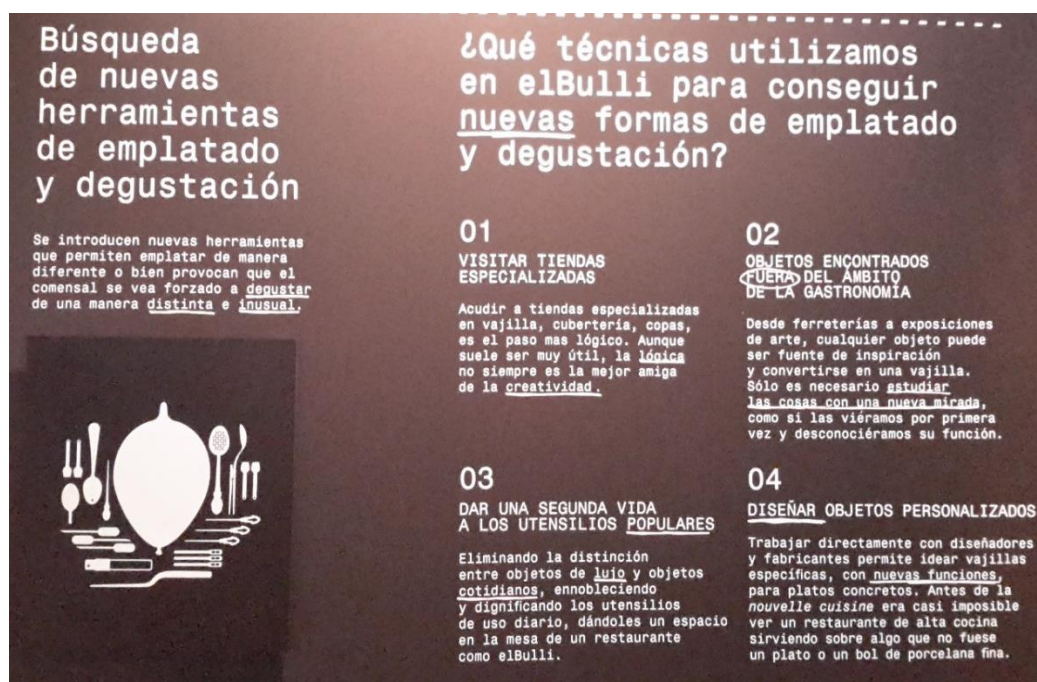 Búsqueda
de nuevas
herramientas
de emplatado
y degustación
Se introducen nuevas herramientas
que permiten emplatar de manera
diferente o bien provocan que el
comensal se vea forzado a degustar
de una manera distinta e inusual.
¿Qué técnicas utilizamos
en elBulli para conseguir
nuevas formas de emplatado
y degustación?
01
VISITAR TIENDAS
ESPECIALIZADAS
Acudir a tiendas especializadas
en vajilla, cubertería, copas,
es el paso mas lógico. Aunque
suele ser muy útil, la lógica
no siempre es la mejor amiga
de la creatividad.
02
OBJETOS ENCONTRADOS
FUERA DEL ÁMBITO
DE LA GASTRONOMÍA
Desde ferreterías a exposiciones
de arte, cualquier objeto puede
ser fuente de inspiración
y convertirse en una vajilla.
Sólo es necesario estudiar
las cosas con una nueva mirada,
como si las viéramos por primera
vez y desconociéramos su función.
03
DAR UNA SEGUNDA VIDA
A LOS UTENSILIOS POPULARES
Eliminando la distinción
entre objetos de lujo y objetos
cotidianos, ennobleciendo
y dignificando los utensilios
de uso diario, dándoles un espacio
en la mesa de un restaurante
como elBulli.
04
DISEÑAR OBJETOS PERSONALIZADOS
Trabajar directamente con diseñadores
y fabricantes permite idear vajillas
específicas, con nuevas funciones,
para platos concretos. Antes de la
nouvelle cuisine era casi imposible
ver un restaurante de alta cocina
sirviendo sobre algo que no fuese
un plato o un bol de porcelana fina.